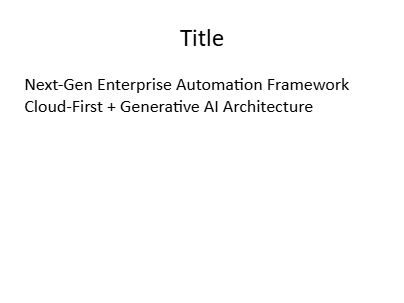 Title
Next-Gen Enterprise Automation Framework
Cloud-First + Generative AI Architecture